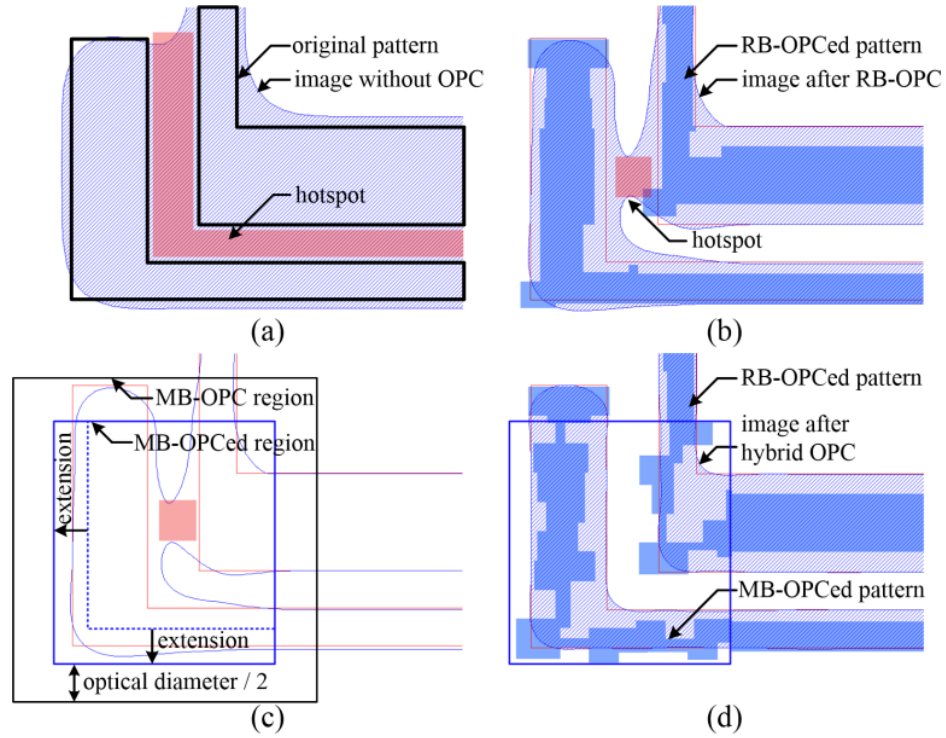 original pattern
image without OPC
hotspot
(a)
RB-OPCed pattern
image after RB-OPC
hotspot
(b)
MB-OPC region
MB-OPCed region
extension
extension
optical diameter / 2
(c)
RB-OPCed pattern
image after
hybrid OPC
MB-OPCed pattern
(d)